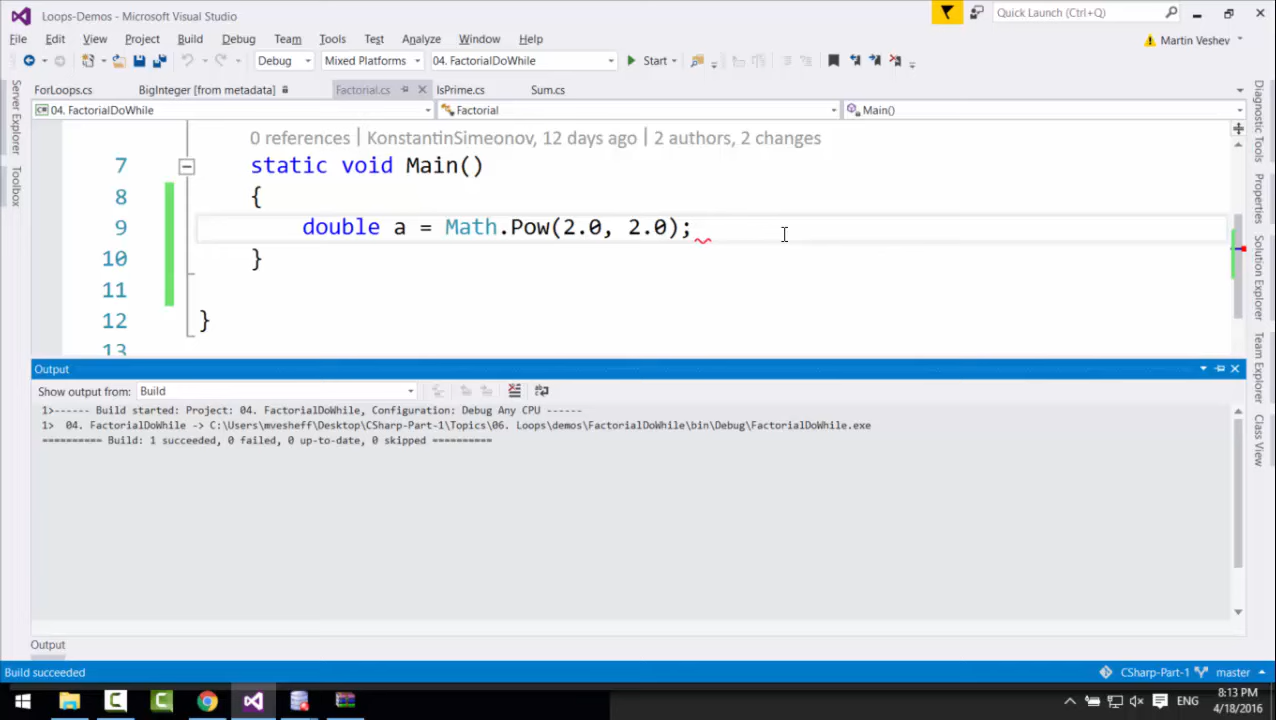 Loops-Demos - Microsoft Visual Studio
Quick Launch (Ctrl+Q)
File Edit View Project Build Debug Team Tools Test Analyze Window Help
Martin Veshev
Debug Mixed Platforms 04. FactorialDoWhile Start
ForLoops.cs BigInteger [from metadata] Factorial.cs IsPrime.cs Sum.cs
04. FactorialDoWhile Factorial Main()
0 references | KonstantinSimeonov, 12 days ago | 2 authors, 2 changes
7 static void Main()
8 {
9 double a = Math.Pow(2.0, 2.0);
10 }
11
12 }
13
Server Explorer
Toolbox
Diagnostic Tools
Properties
Solution Explorer
Team Explorer
Class View
Output
Show output from: Build
1>------ Build started: Project: 04. FactorialDoWhile, Configuration: Debug Any CPU ------
1>  04. FactorialDoWhile -> C:\Users\mvesheff\Desktop\CSharp-Part-1\Topics\06. Loops\demos\FactorialDoWhile\bin\Debug\FactorialDoWhile.exe
========== Build: 1 succeeded, 0 failed, 0 up-to-date, 0 skipped ==========
Output
Build succeeded
CSharp-Part-1 master
ENG
8:13 PM
4/18/2016